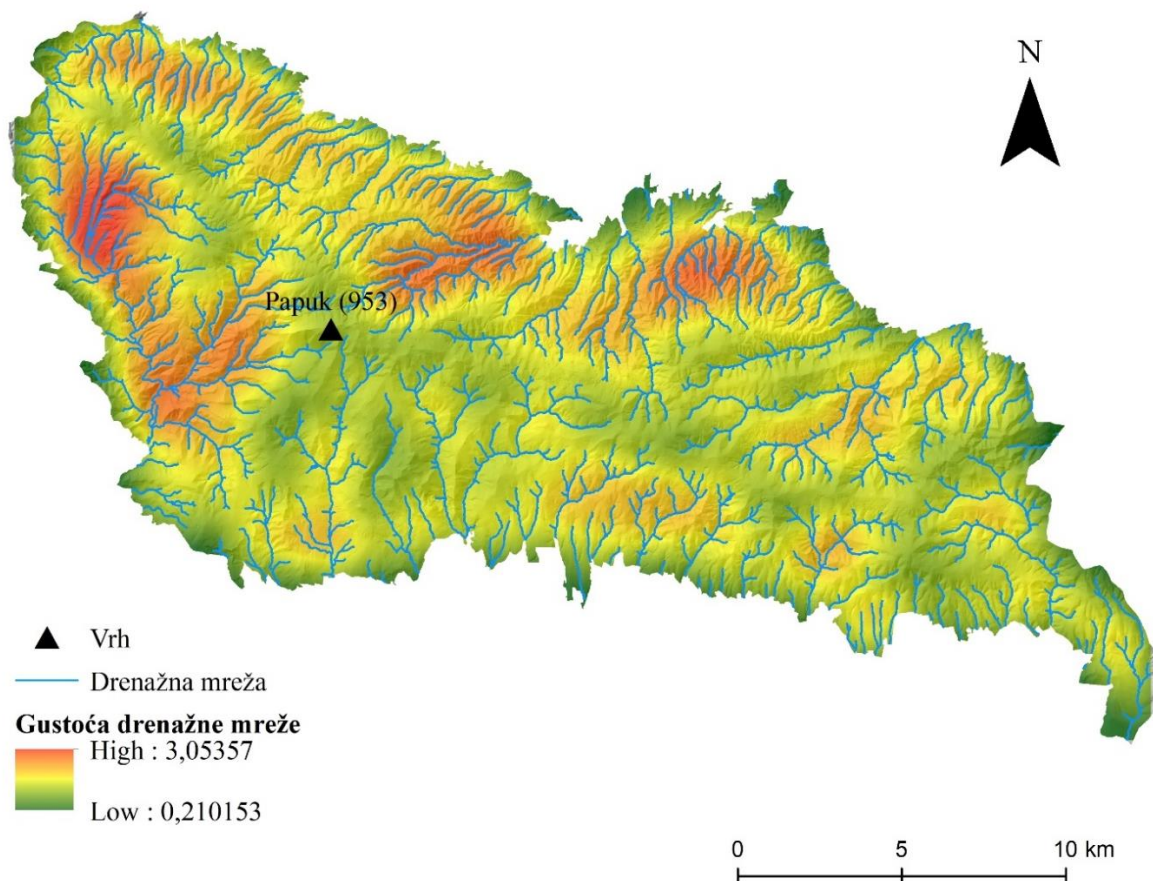 N
Papuk (953)
Vrh
Drenažna mreža
Gustoća drenažne mreže
High : 3,05357
Low : 0,210153
0 5 10 km